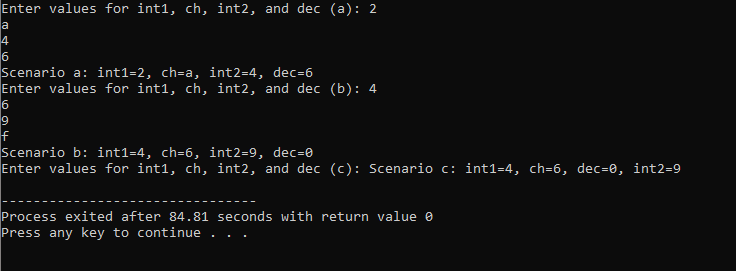 Enter values for int1, ch, int2, and dec (a): 2
a
4
6
Scenario a: int1=2, ch=a, int2=4, dec=6
Enter values for int1, ch, int2, and dec (b): 4
6
9
f
Scenario b: int1=4, ch=6, int2=9, dec=0
Enter values for int1, ch, int2, and dec (c): Scenario c: int1=4, ch=6, dec=0, int2=9
--------------------------------
Process exited after 84.81 seconds with return value 0
Press any key to continue . . .